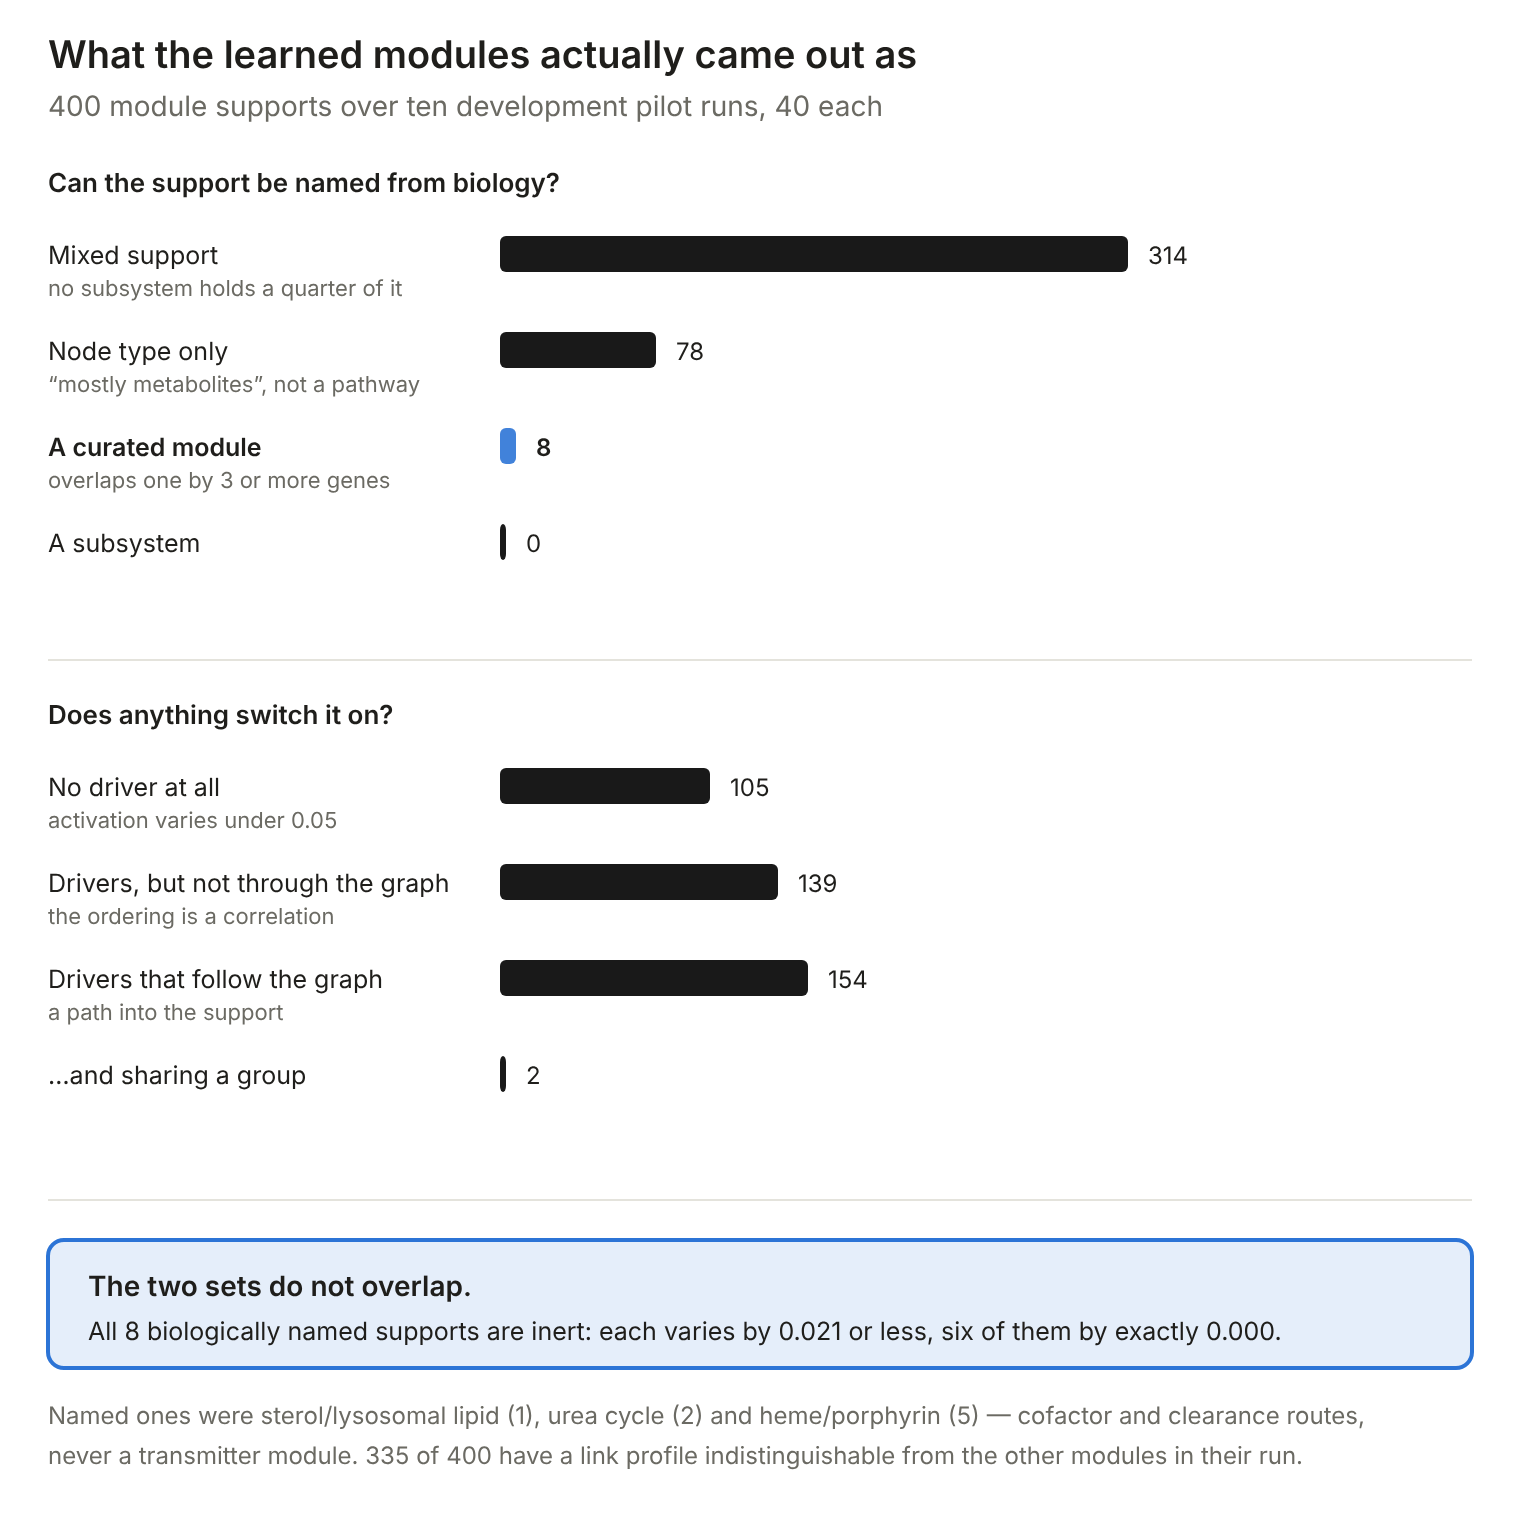 What the learned modules actually came out as
400 module supports over ten development pilot runs, 40 each
Can the support be named from biology?
Mixed support
314
no subsystem holds a quarter of it
Node type only
78
“mostly metabolites”, not a pathway
A curated module
8
overlaps one by 3 or more genes
A subsystem
0
Does anything switch it on?
No driver at all
105
activation varies under 0.05
Drivers, but not through the graph
139
the ordering is a correlation
Drivers that follow the graph
154
a path into the support
...and sharing a group
2
The two sets do not overlap.
All 8 biologically named supports are inert: each varies by 0.021 or less, six of them by exactly 0.000.
Named ones were sterol/lysosomal lipid (1), urea cycle (2) and heme/porphyrin (5) — cofactor and clearance routes,
never a transmitter module. 335 of 400 have a link profile indistinguishable from the other modules in their run.